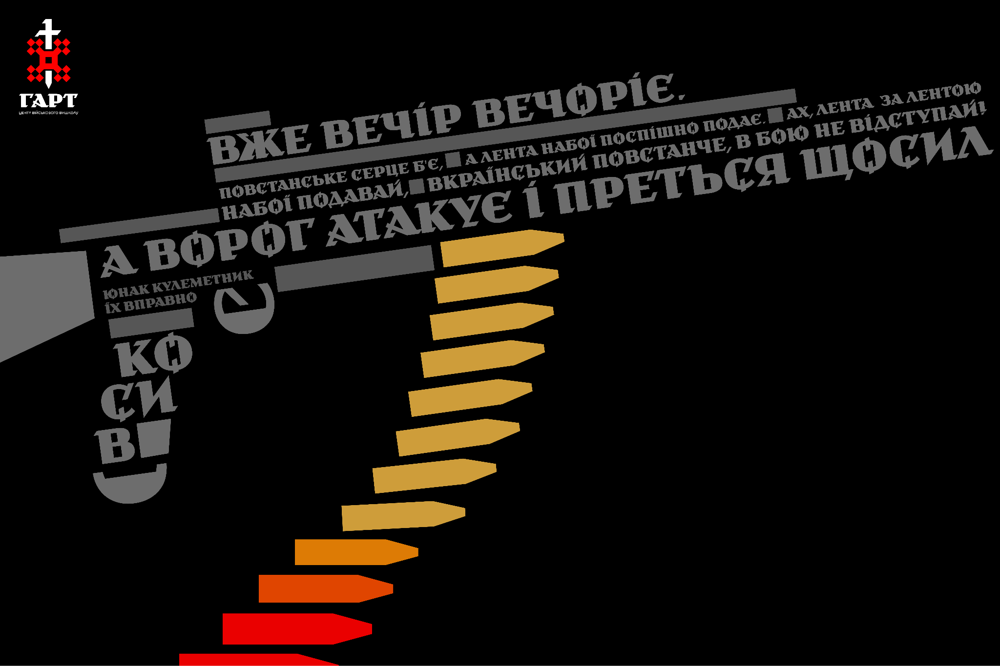 ГАРТ
ЦЕНТР ВІЙСЬКОВОГО ВИШКОЛУ
ВЖЕ ВЕЧІР ВЕЧОРІЄ.
ПОВСТАНСЬКЕ СЕРЦЕ Б'Є, А ЛЕНТА НАБОЇ ПОСПІШНО ПОДАЄ. АХ, ЛЕНТА ЗА ЛЕНТОЮ
НАБОЇ ПОДАВАЙ, ВКРАЇНСЬКИЙ ПОВСТАНЧЕ, В БОЮ НЕ ВІДСТУПАЙ!
А ВОРОГ АТАКУЄ І ПРЕТЬСЯ ЩОСИЛ
ЮНАК КУЛЕМЕТНИК
ЇХ ВПРАВНО
КО
СИ
В